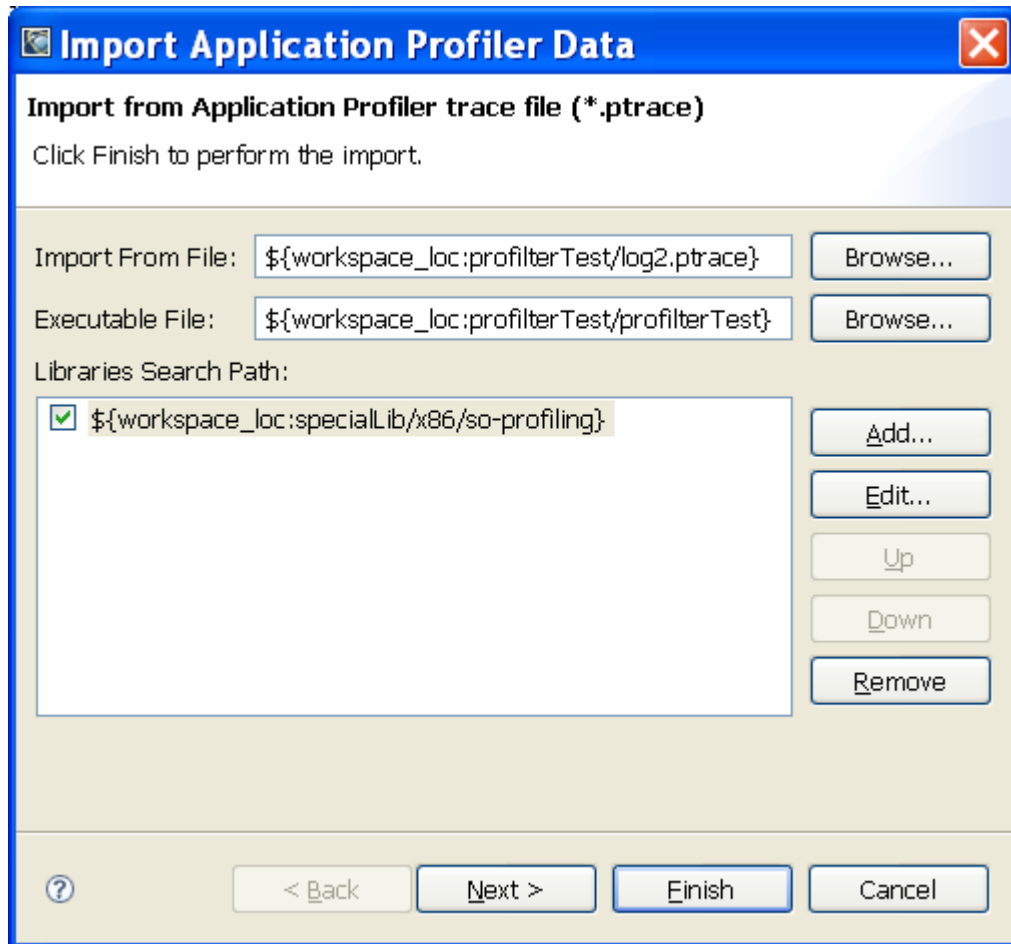 Import Application Profiler Data
Import from Application Profiler trace file (*.ptrace)
Click Finish to perform the import.
Import From File: ${workspace_loc:profilterTest/log2.ptrace} Browse...
Executable File: ${workspace_loc:profilterTest/profilterTest} Browse...
Libraries Search Path:
${workspace_loc:specialLib/x86/so-profiling}
Add...
Edit...
Up
Down
Remove
? < Back Next > Finish Cancel